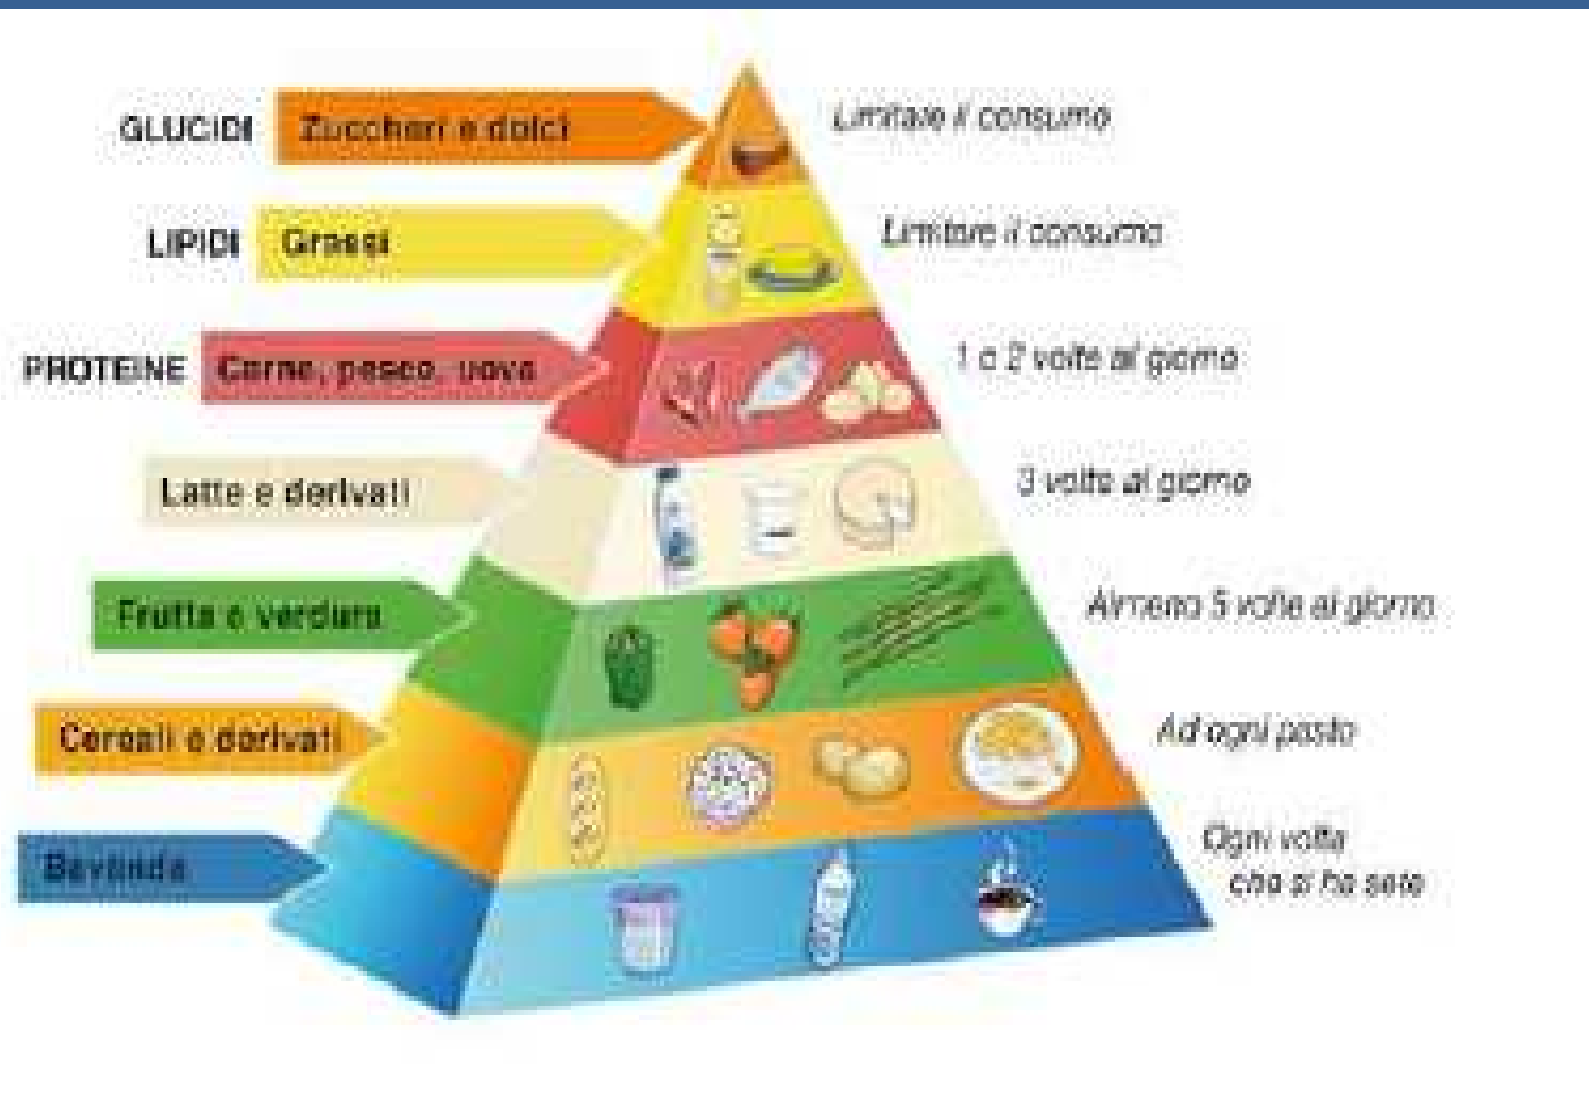 GLUCIDI Zuccheri e dolci Limitare il consumo
LIPIDI Grassi Limitare il consumo
PROTEINE Carne, pesce, uova 1 o 2 volte al giorno
Latte e derivati 3 volte al giorno
Frutta e verdura Almeno 5 volte al giorno
Cereali e derivati Ad ogni pasto
Bevande Ogni volta
che si ha sete